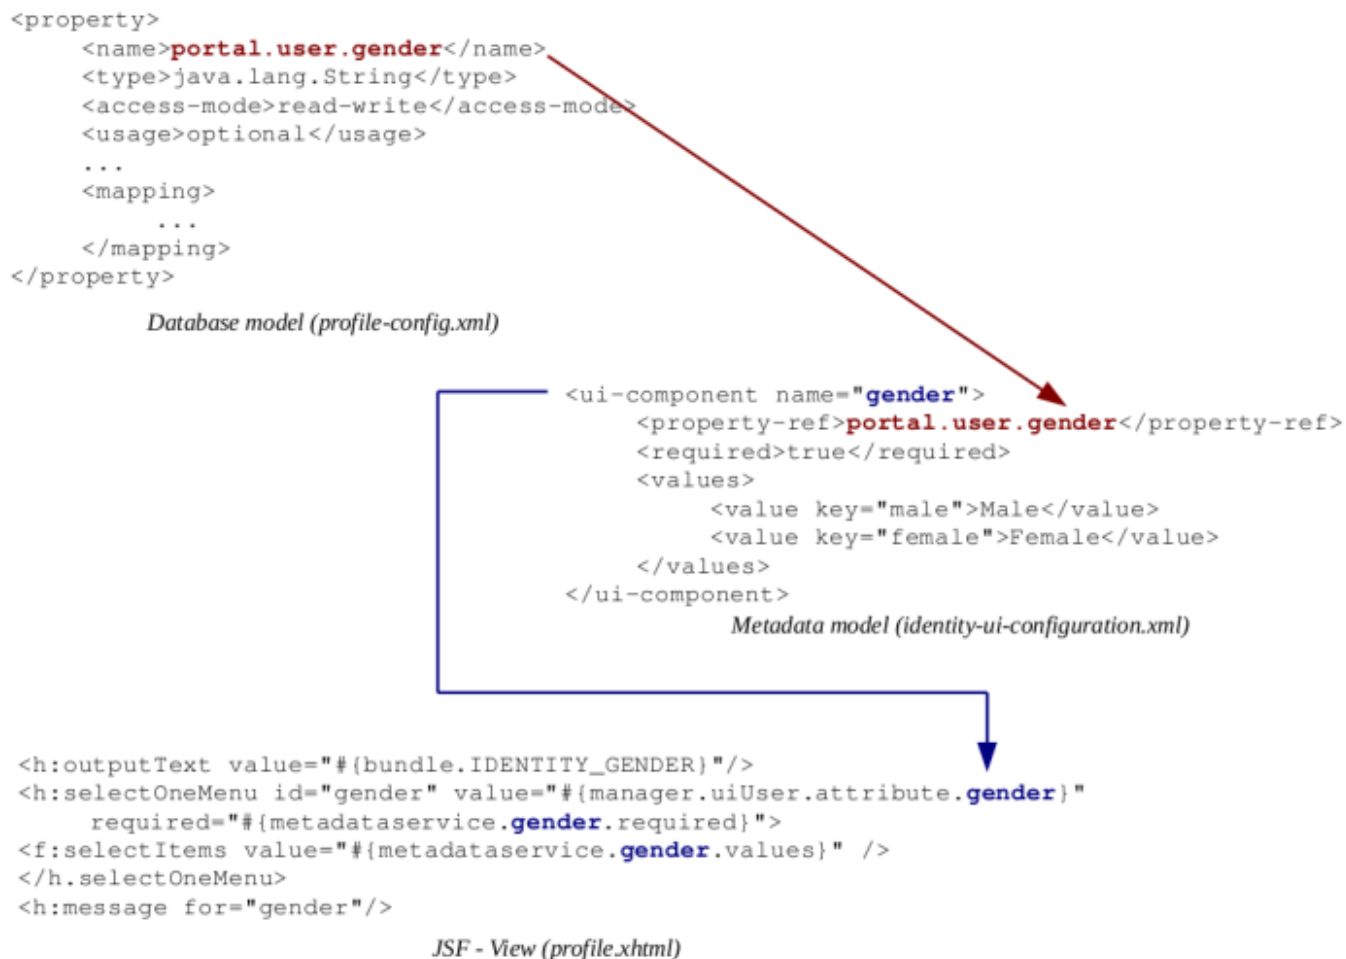 <property>
<name>portal.user.gender</name>
<type>java.lang.String</type>
<access-mode>read-write</access-mode>
<usage>optional</usage>
...
<mapping>
...
</mapping>
</property>
Database model (profile-config.xml)
<ui-component name="gender">
<property-ref>portal.user.gender</property-ref>
<required>true</required>
<values>
<value key="male">Male</value>
<value key="female">Female</value>
</values>
</ui-component>
Metadata model (identity-ui-configuration.xml)
<h:outputText value="#{bundle.IDENTITY_GENDER}"/>
<h:selectOneMenu id="gender" value="#{manager.uiUser.attribute.gender}"
required="#{metadataservice.gender.required}">
<f:selectItems value="#{metadataservice.gender.values}" />
</h.selectOneMenu>
<h:message for="gender"/>
JSF - View (profile.xhtml)